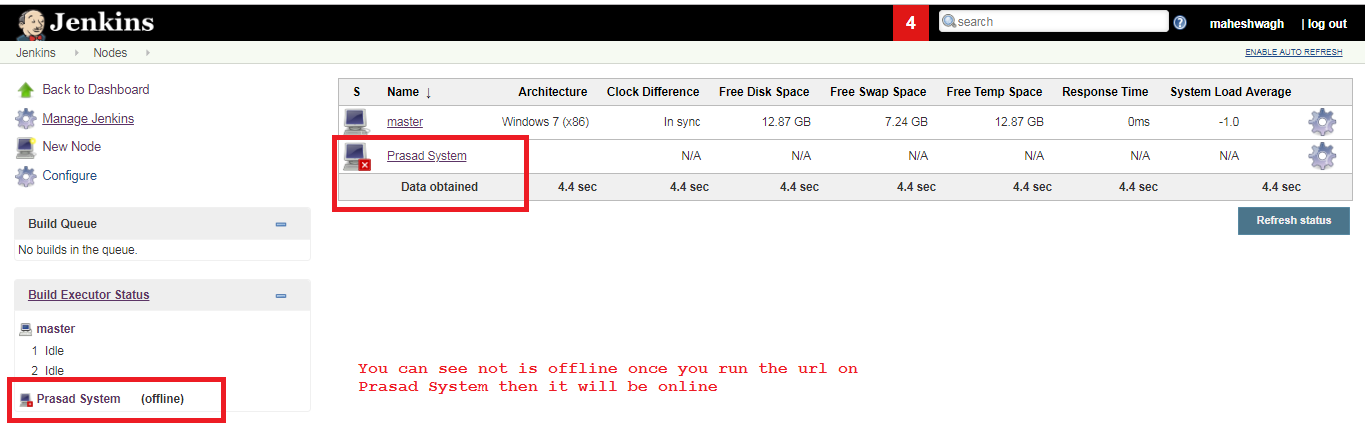 Jenkins 4 search maheshwagh | log out
Jenkins Nodes ENABLE AUTO REFRESH
Back to Dashboard
Manage Jenkins
New Node
Configure
Build Queue
No builds in the queue.
Build Executor Status
master
1 Idle
2 Idle
Prasad System (offline)
S Name ↓ Architecture Clock Difference Free Disk Space Free Swap Space Free Temp Space Response Time System Load Average
master Windows 7 (x86) In sync 12.87 GB 7.24 GB 12.87 GB 0ms -1.0
Prasad System N/A N/A N/A N/A N/A N/A
Data obtained 4.4 sec 4.4 sec 4.4 sec 4.4 sec 4.4 sec 4.4 sec 4.4 sec
Refresh status
You can see not is offline once you run the url on
Prasad System then it will be online